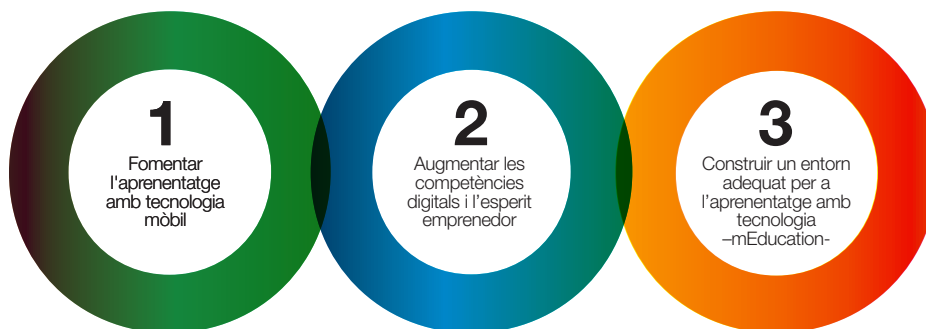 1
Fomentar
l'aprenentatge
amb tecnologia
mòbil
2
Augmentar les
competències
digitals i l’esperit
emprenedor
3
Construir un entorn
adequat per a
l’aprenentatge amb
tecnologia
–mEducation-